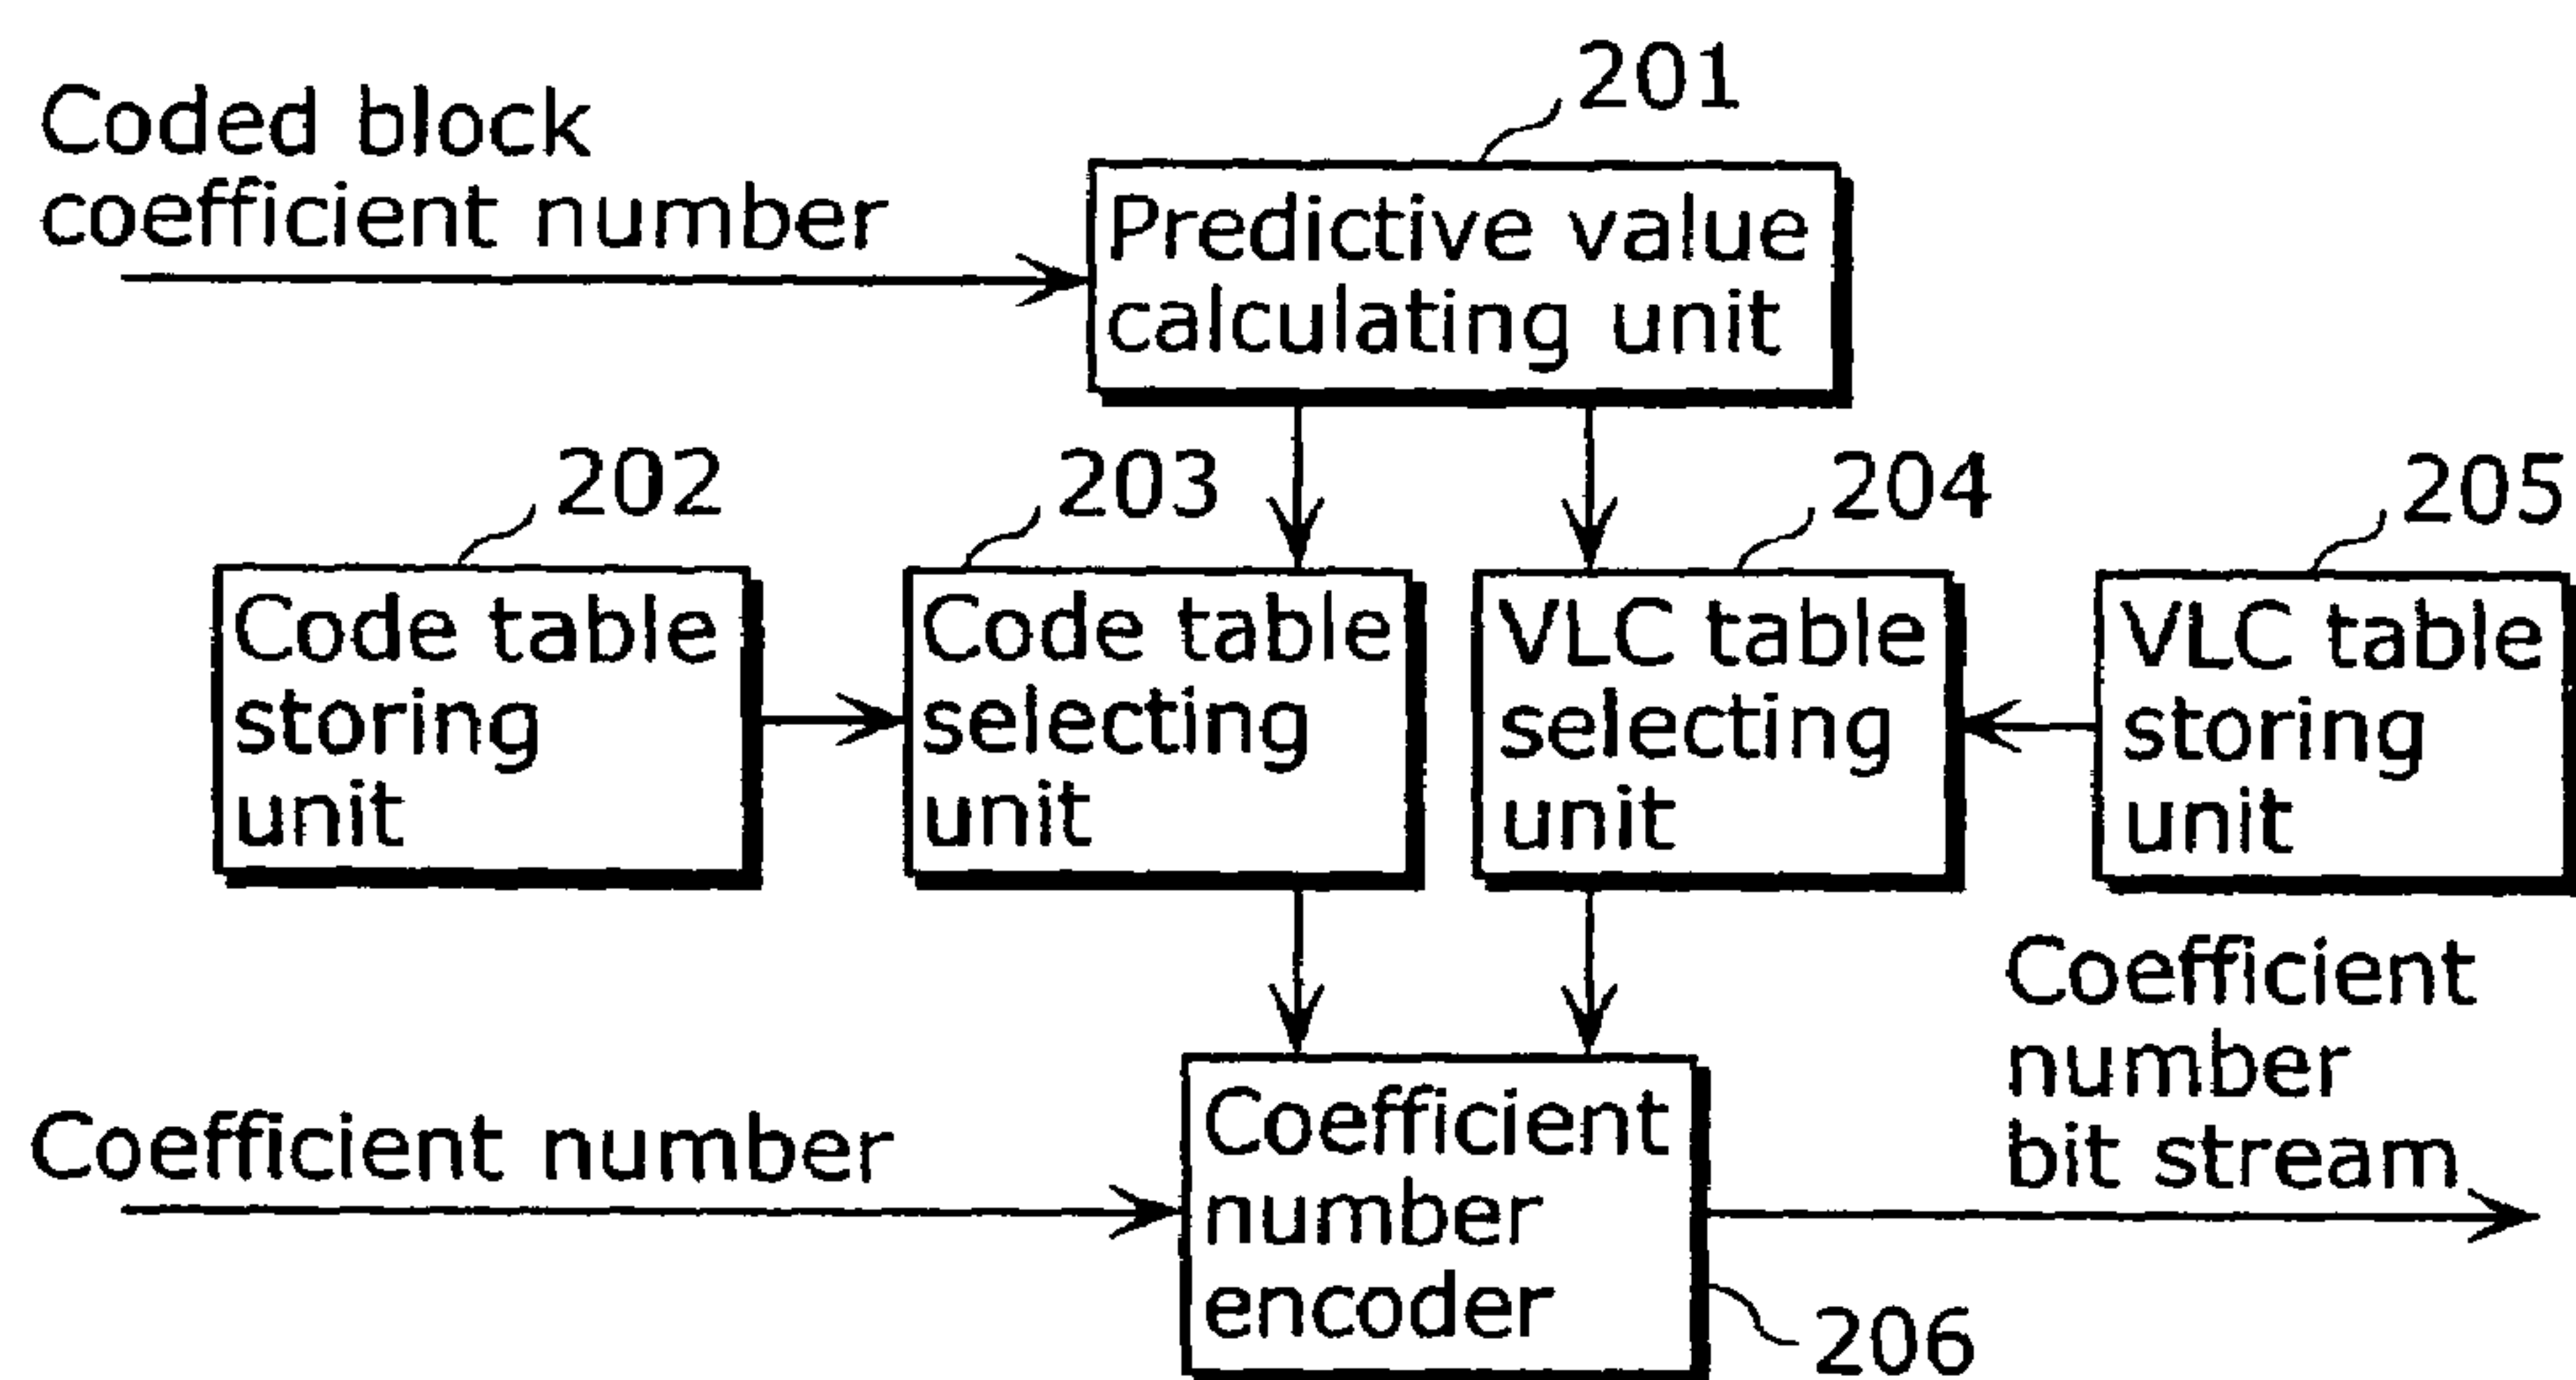 201
Coded block
coefficient number
Predictive value
calculating unit
202
203
204
205
Code table
storing
unit
Code table
selecting
unit
VLC table
selecting
unit
VLC table
storing
unit
Coefficient
number
bit stream
Coefficient number
Coefficient
number
encoder
206